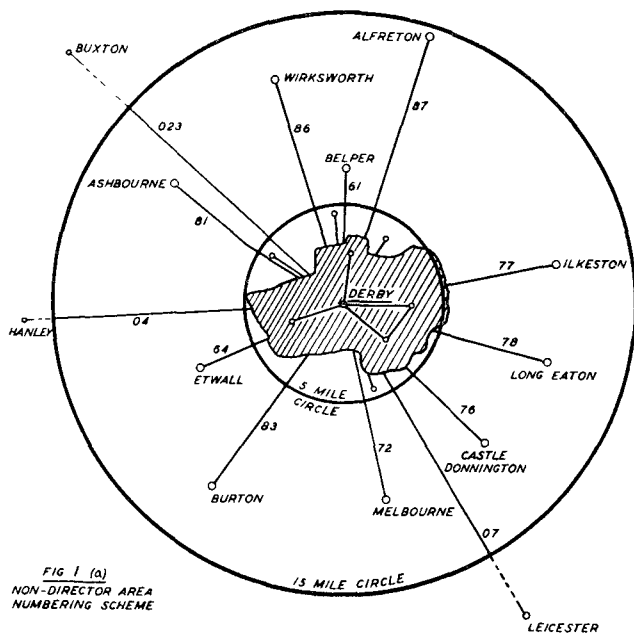 ALFRETON
BUXTON
WIRKSWORTH
87
023
86
BELPER
ASHBOURNE
61
81
ILKESTON
77
DERBY
HANLEY
04
78
64
LONG EATON
ETWALL
5 MILE
CIRCLE
76
83
72
CASTLE
DONNINGTON
BURTON
MELBOURNE
07
FIG 1 (a)
NON-DIRECTOR AREA
NUMBERING SCHEME
15 MILE CIRCLE
LEICESTER